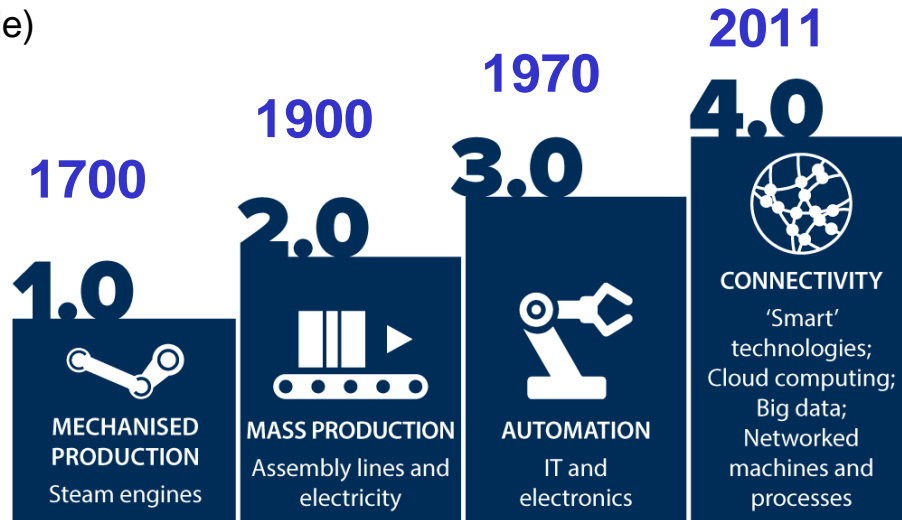 le)
1700
1.0
MECHANISED
PRODUCTION
Steam engines
1900
2.0
MASS PRODUCTION
Assembly lines and
electricity
1970
3.0
AUTOMATION
IT and
electronics
2011
4.0
CONNECTIVITY
‘Smart’
technologies;
Cloud computing;
Big data;
Networked
machines and
processes